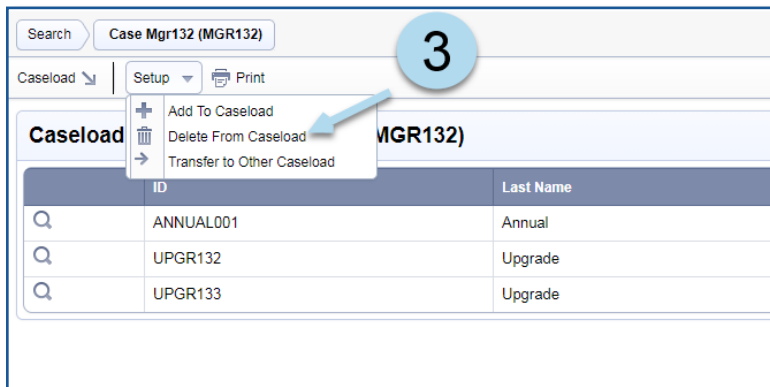 Search Case Mgr132 (MGR132)
3
Caseload Setup Print
Add To Caseload
Delete From Caseload
Transfer to Other Caseload
Caseload MGR132)
ID Last Name
ANNUAL001 Annual
UPGR132 Upgrade
UPGR133 Upgrade